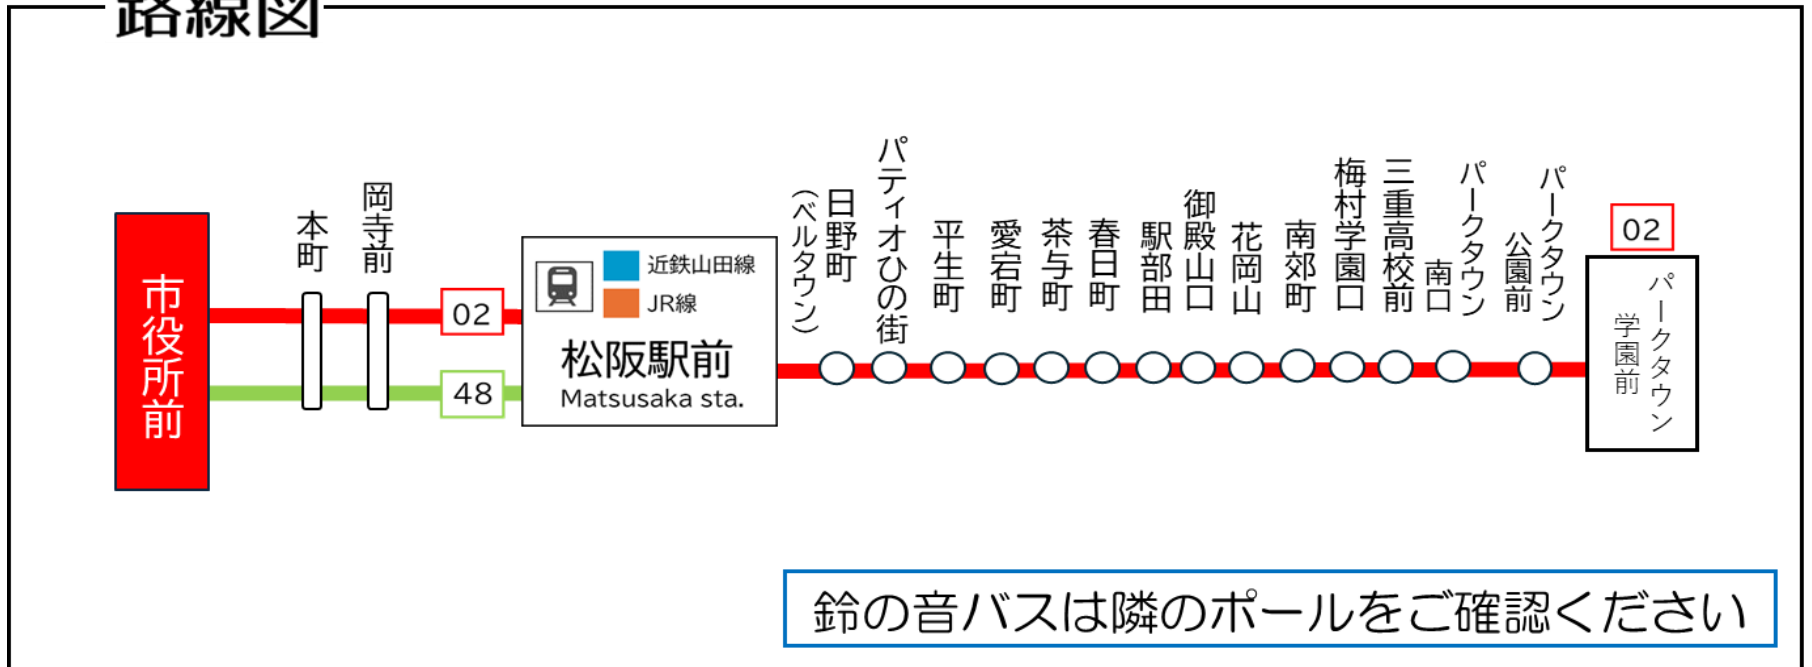 路線図
市役所前
本町
岡寺前
02
48
近鉄山田線
JR線
松阪駅前
Matsusaka sta.
日野町
（ベルタウン）
パティオひの街
平生町
愛宕町
茶与町
春日町
駅部田
御殿山口
花岡山
南郊町
梅村学園口
三重高校前
パークタウン
南口
パークタウン
公園前
02
パークタウン
学園前
鈴の音バスは隣のポールをご確認ください